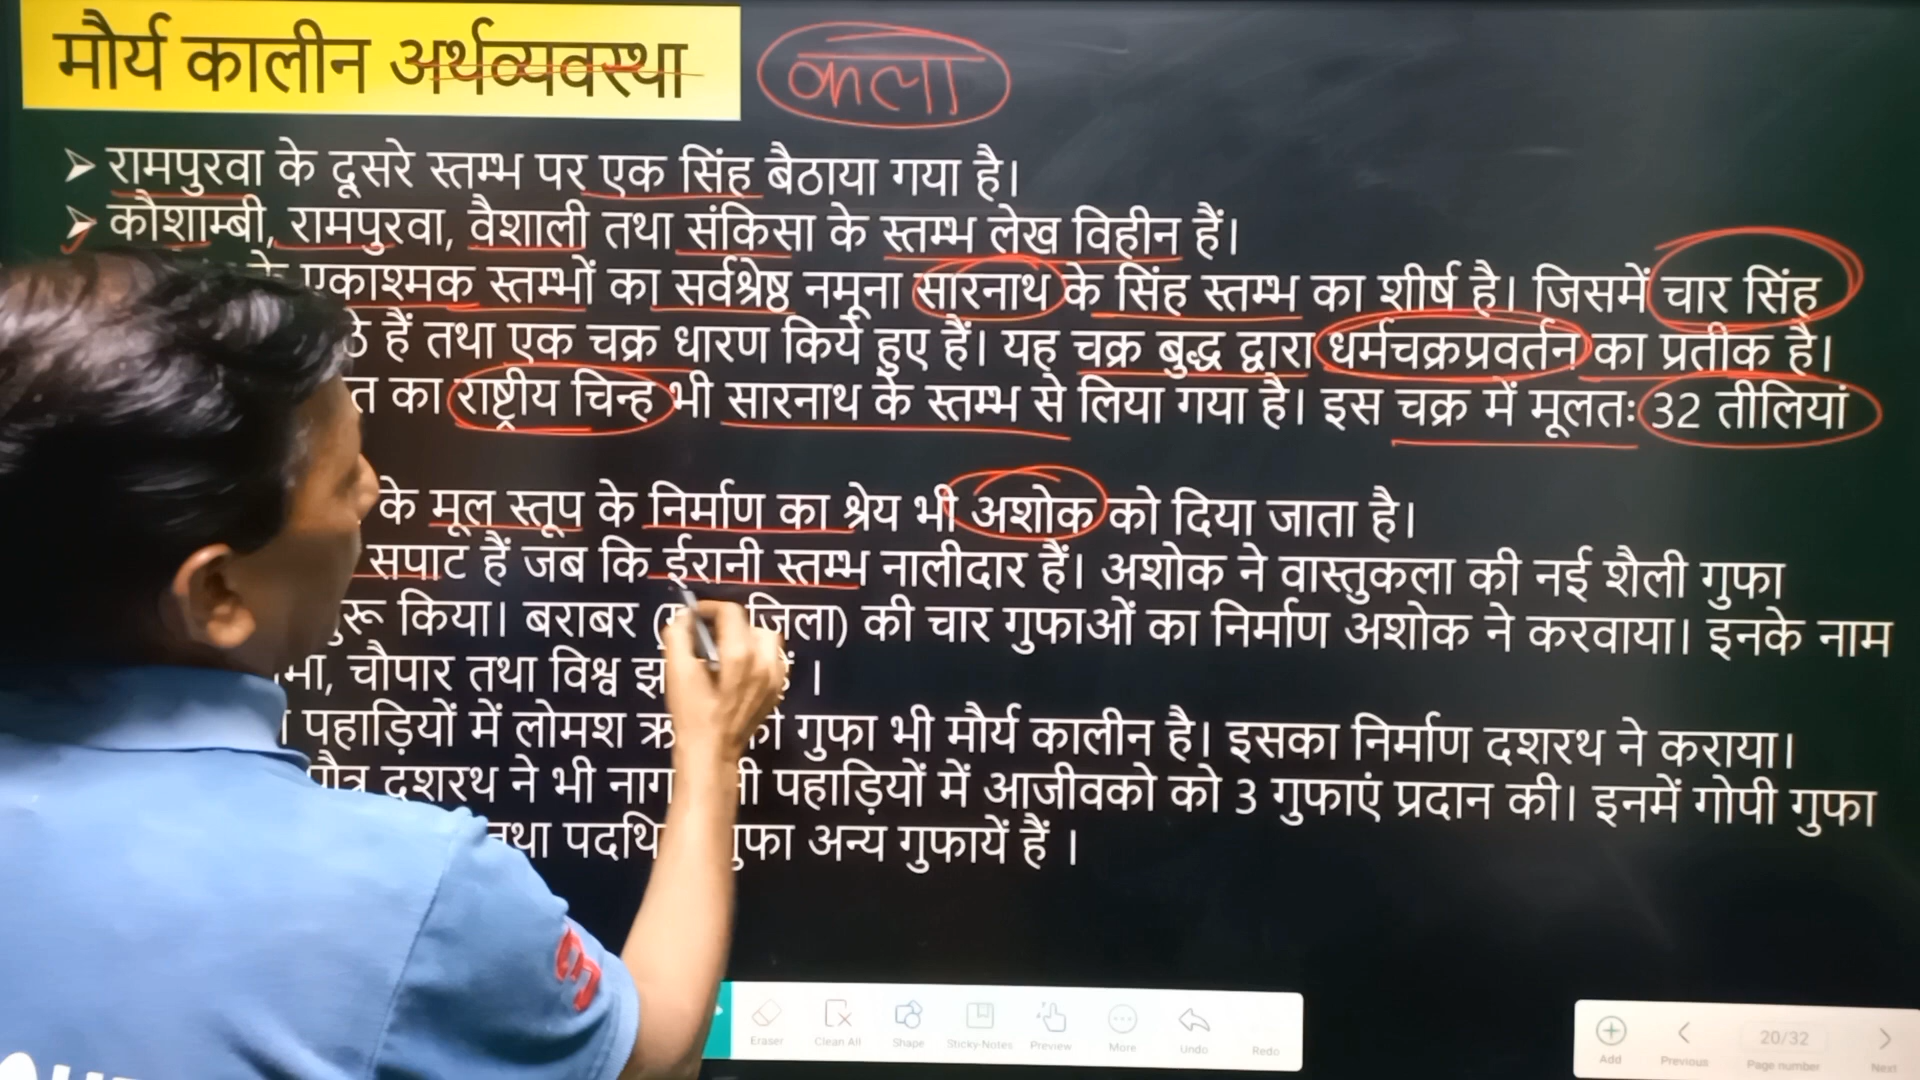 मौर्य कालीन अर्थव्यवस्था कला
➤ रामपुरवा के दूसरे स्तम्भ पर एक सिंह बैठाया गया है।
➤ कौशाम्बी, रामपुरवा, वैशाली तथा संकिसा के स्तम्भ लेख विहीन हैं।
के एकाश्मक स्तम्भों का सर्वश्रेष्ठ नमूना सारनाथ के सिंह स्तम्भ का शीर्ष है। जिसमें चार सिंह
हैं तथा एक चक्र धारण किये हुए हैं। यह चक्र बुद्ध द्वारा धर्मचक्रप्रवर्तन का प्रतीक है।
का राष्ट्रीय चिन्ह भी सारनाथ के स्तम्भ से लिया गया है। इस चक्र में मूलतः 32 तीलियां
के मूल स्तूप के निर्माण का श्रेय भी अशोक को दिया जाता है।
सपाट हैं जब कि ईरानी स्तम्भ नालीदार हैं। अशोक ने वास्तुकला की नई शैली गुफा
किया। बराबर जिला) की चार गुफाओं का निर्माण अशोक ने करवाया। इनके नाम
चौपार तथा विश्व
पहाड़ियों में लोमश गुफा भी मौर्य कालीन है। इसका निर्माण दशरथ ने कराया।
पौत्र दशरथ ने भी पहाड़ियों में आजीवको को 3 गुफाएं प्रदान की। इनमें गोपी गुफा
तथा गुफा अन्य गुफायें हैं ।
3
Eraser Clean All Shape Sticky-Notes Preview More Undo Redo
Add Previous 20/32 Page number Next